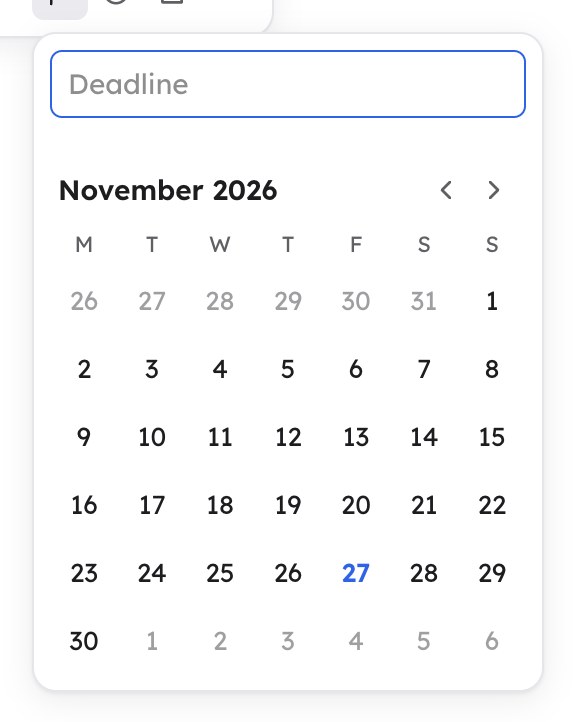 Deadline
November 2026
M T W T F S S
26 27 28 29 30 31 1
2 3 4 5 6 7 8
9 10 11 12 13 14 15
16 17 18 19 20 21 22
23 24 25 26 27 28 29
30 1 2 3 4 5 6